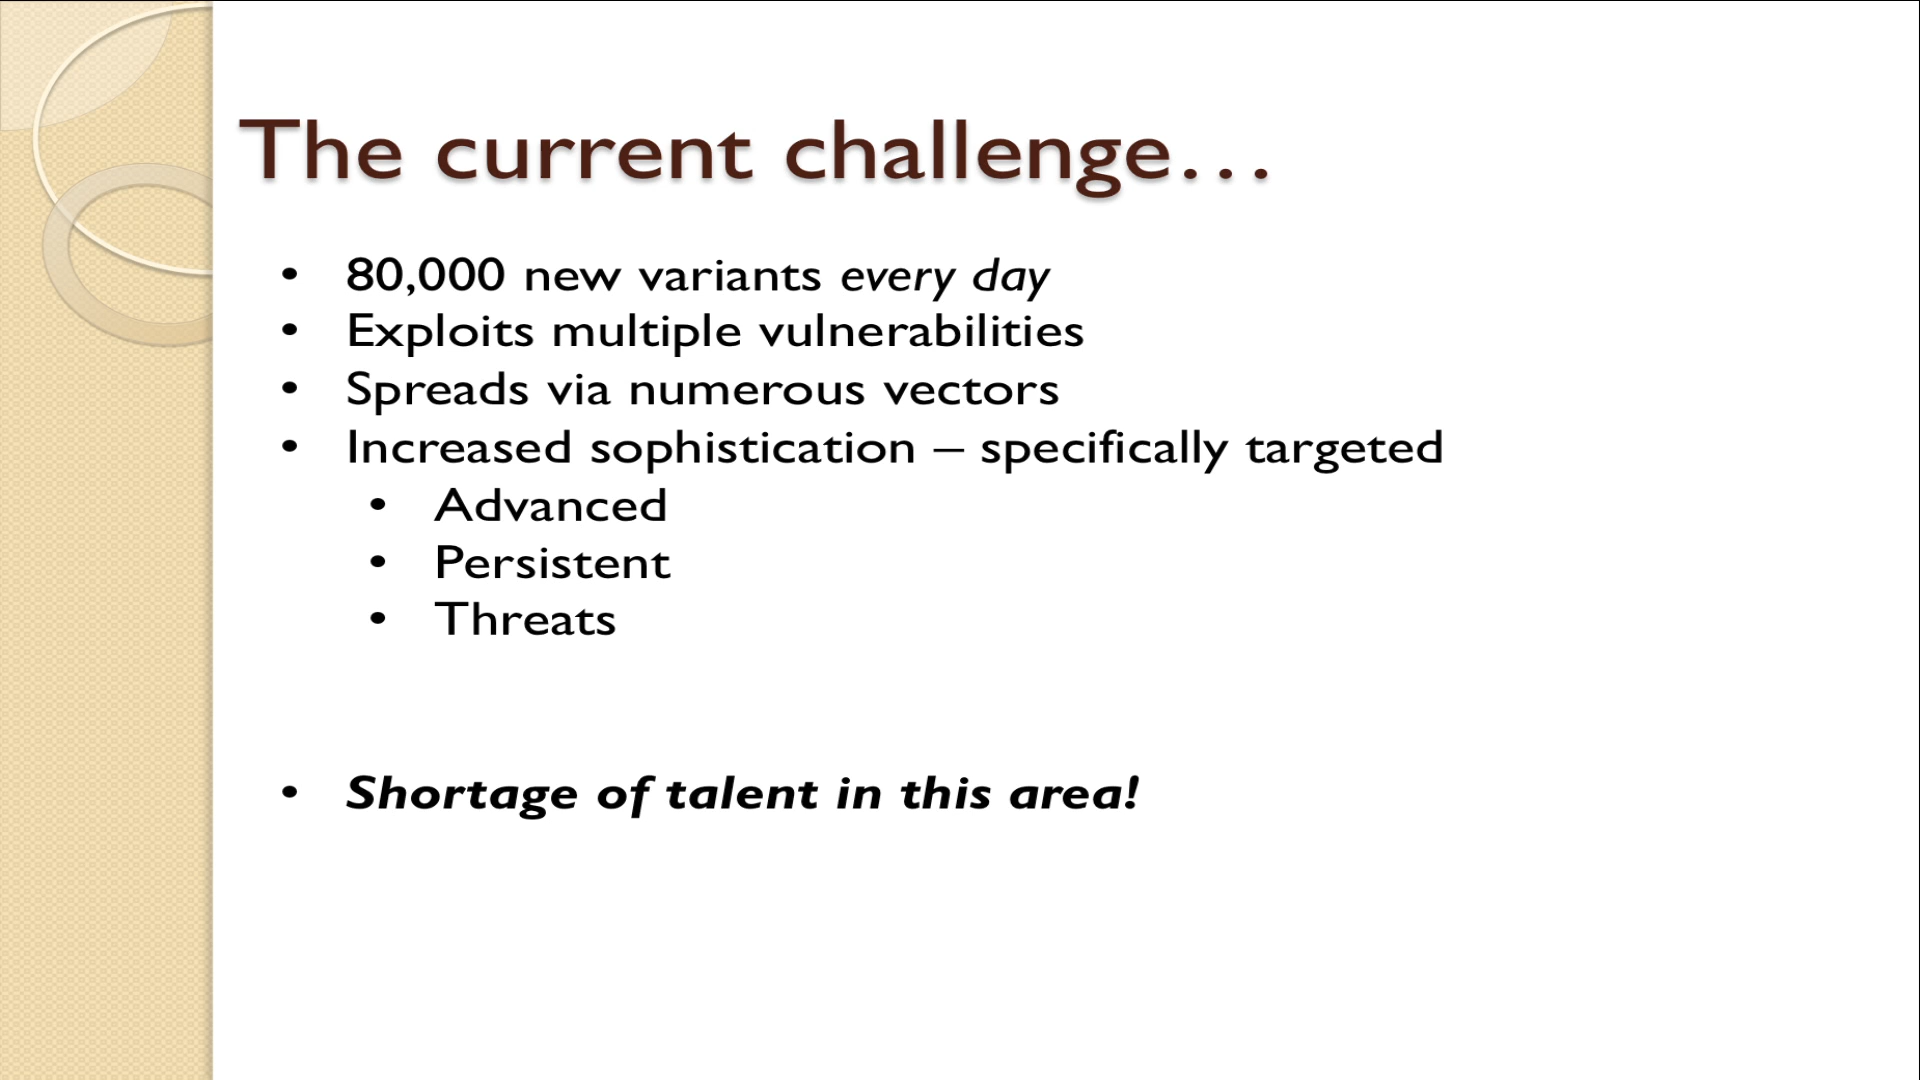 The current challenge…
• 80,000 new variants every day
• Exploits multiple vulnerabilities
• Spreads via numerous vectors
• Increased sophistication – specifically targeted
• Advanced
• Persistent
• Threats
• Shortage of talent in this area!